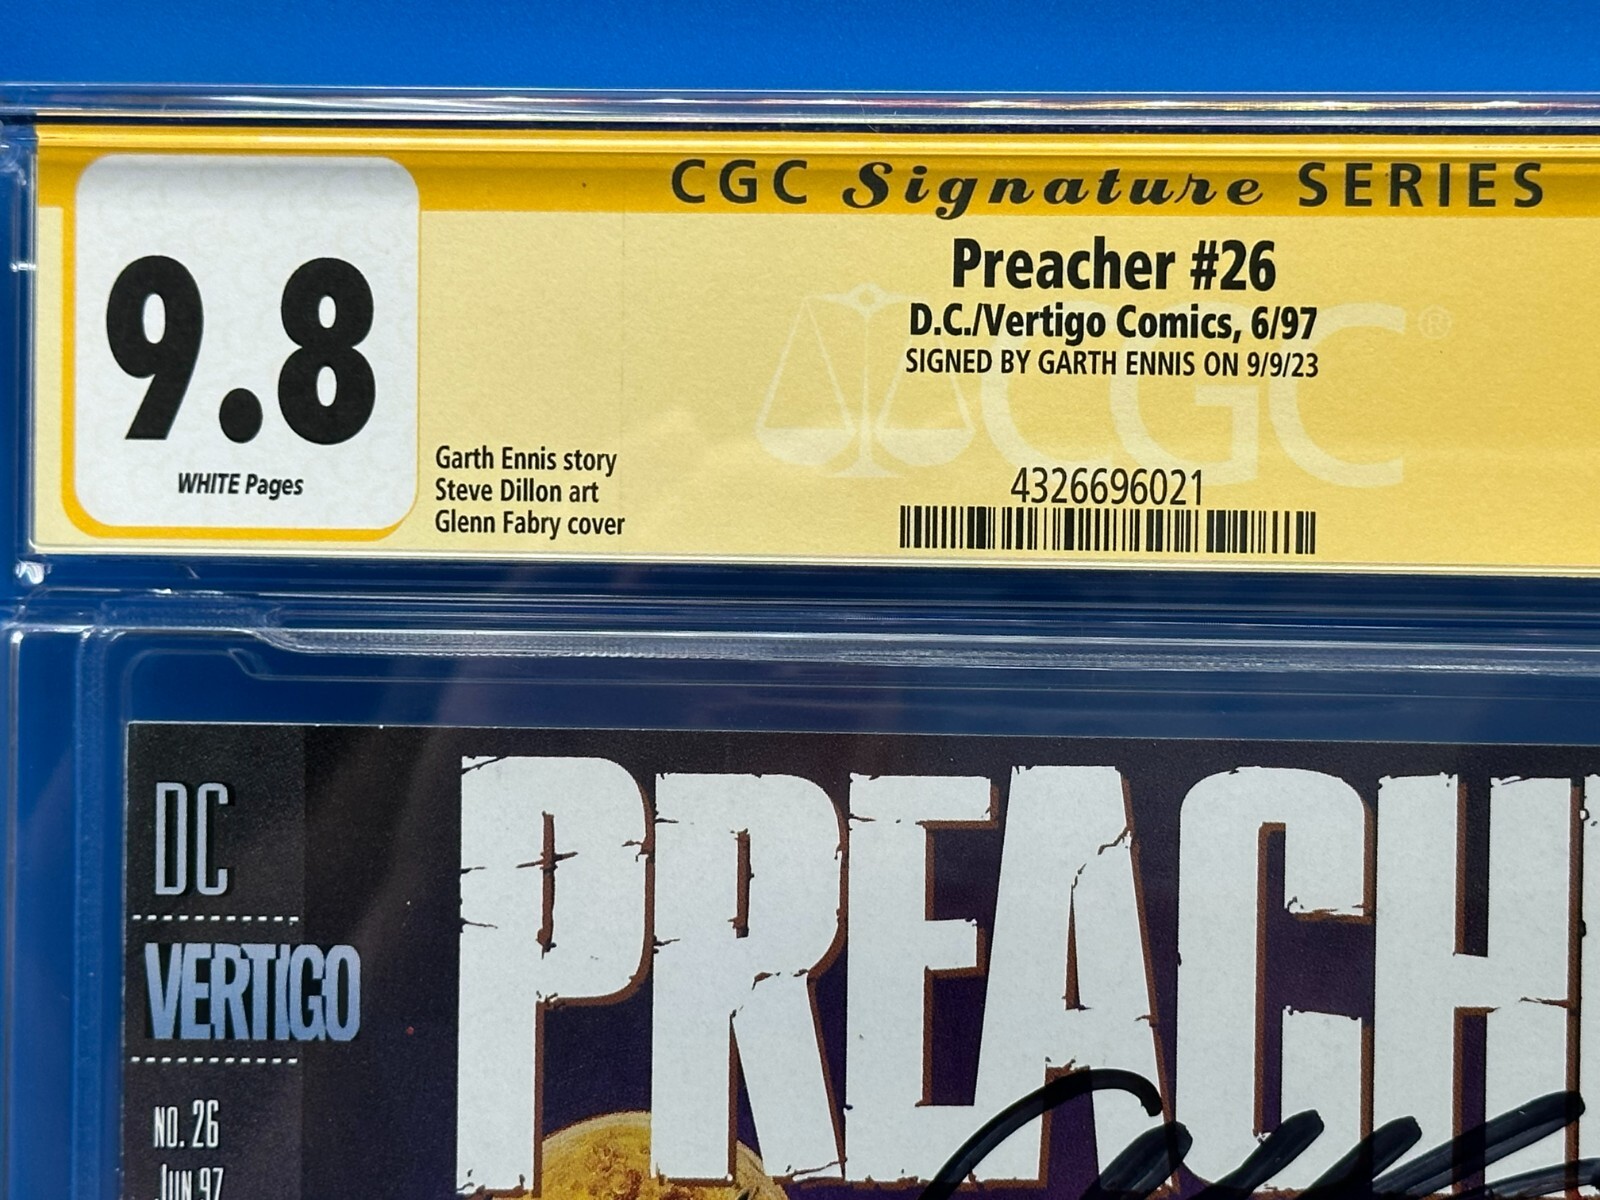 CGC Signature SERIES
9.8
WHITE Pages
Preacher #26
D.C./Vertigo Comics, 6/97
SIGNED BY GARTH ENNIS ON 9/9/23
Garth Ennis story
Steve Dillon art
Glenn Fabry cover
CGC®
4326696021
DC
VERTIGO
NO. 26
JUN 97
PREACH